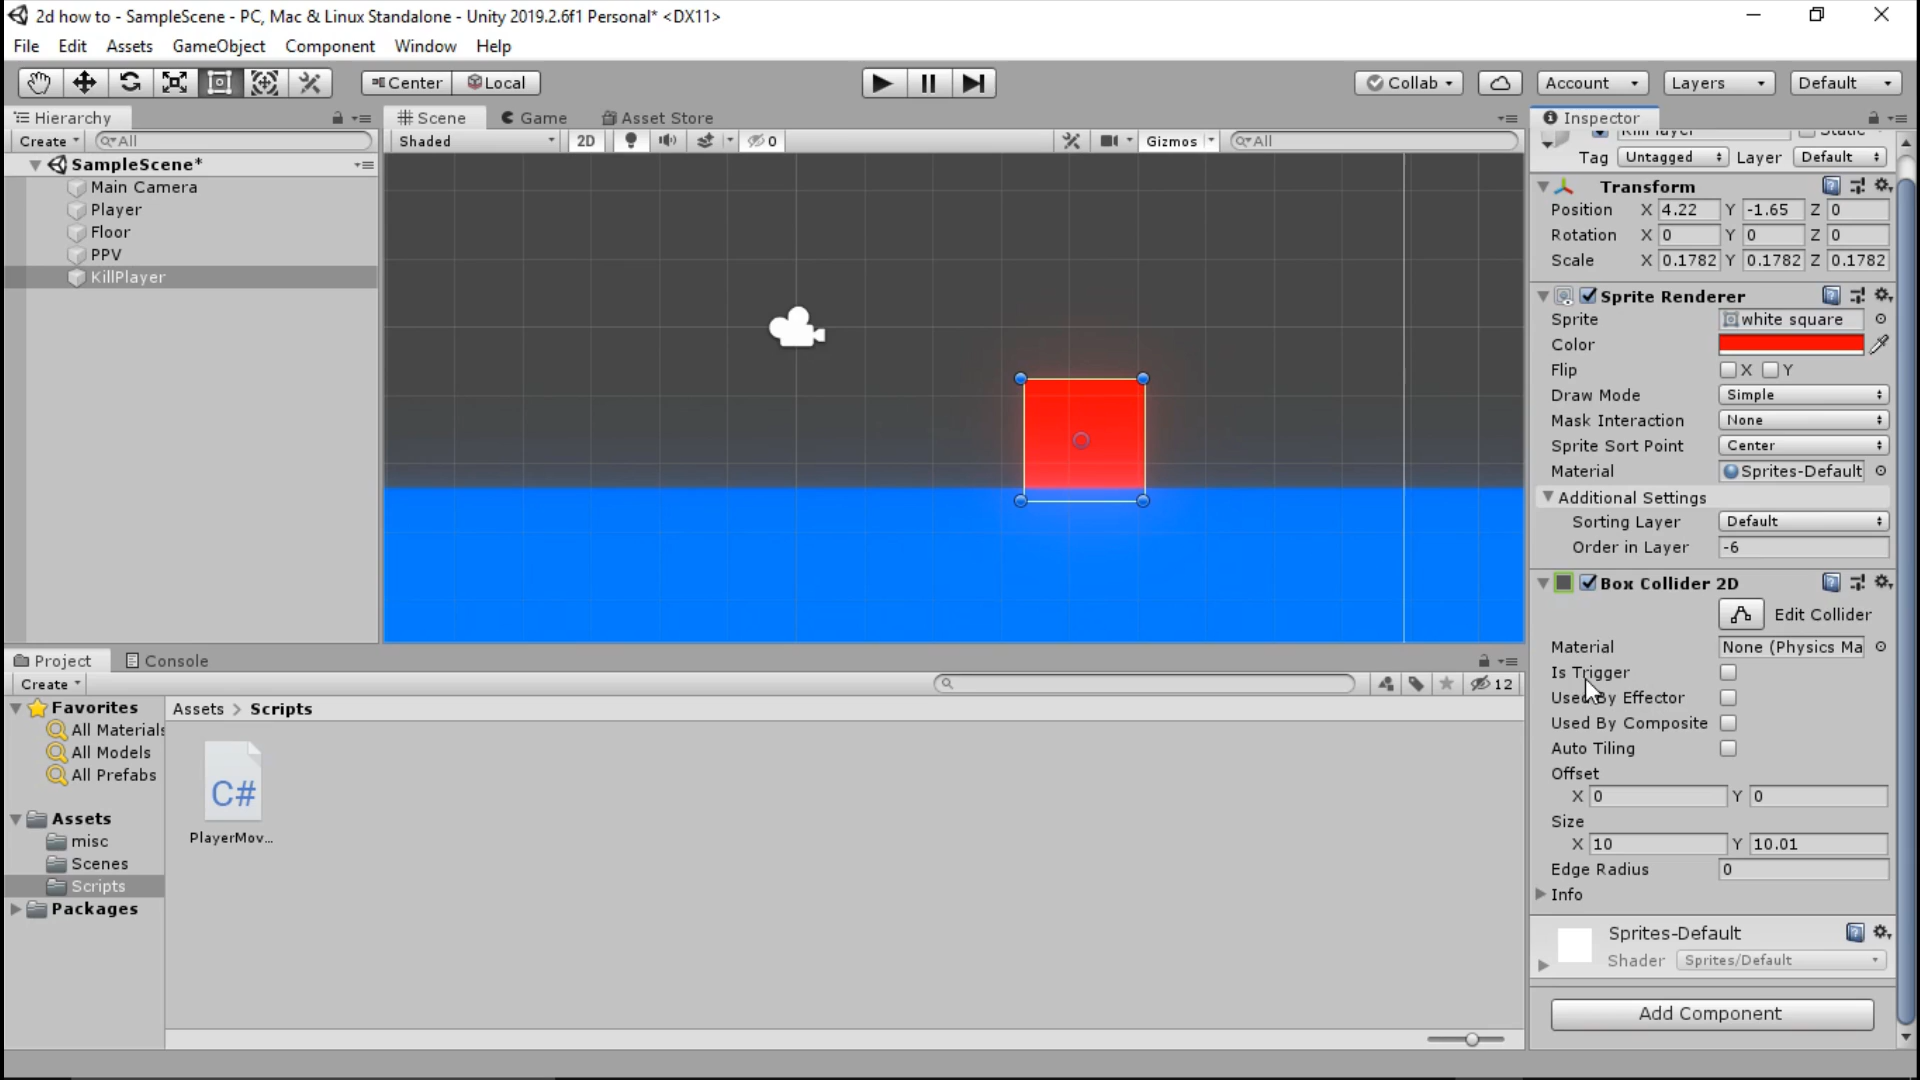 2d how to - SampleScene - PC, Mac & Linux Standalone - Unity 2019.2.6f1 Personal* <DX11>
File Edit Assets GameObject Component Window Help
Center Local Collab Account Layers Default
Hierarchy
Create All
SampleScene*
Main Camera
Player
Floor
PPV
KillPlayer
Scene Game Asset Store
Shaded 2D 0 Gizmos All
Inspector
KillPlayer Static
Tag Untagged Layer Default
Transform
Position X 4.22 Y -1.65 Z 0
Rotation X 0 Y 0 Z 0
Scale X 0.1782 Y 0.1782 Z 0.1782
Sprite Renderer
Sprite white square
Color
Flip X Y
Draw Mode Simple
Mask Interaction None
Sprite Sort Point Center
Material Sprites-Default
Additional Settings
Sorting Layer Default
Order in Layer -6
Box Collider 2D
Edit Collider
Material None (Physics Ma
Is Trigger
Used By Effector
Used By Composite
Auto Tiling
Offset
X 0 Y 0
Size
X 10 Y 10.01
Edge Radius 0
Info
Sprites-Default
Shader Sprites/Default
Add Component
Project Console
Create 12
Favorites
All Materials
All Models
All Prefabs
Assets
misc
Scenes
Scripts
Packages
Assets > Scripts
C#
PlayerMov...